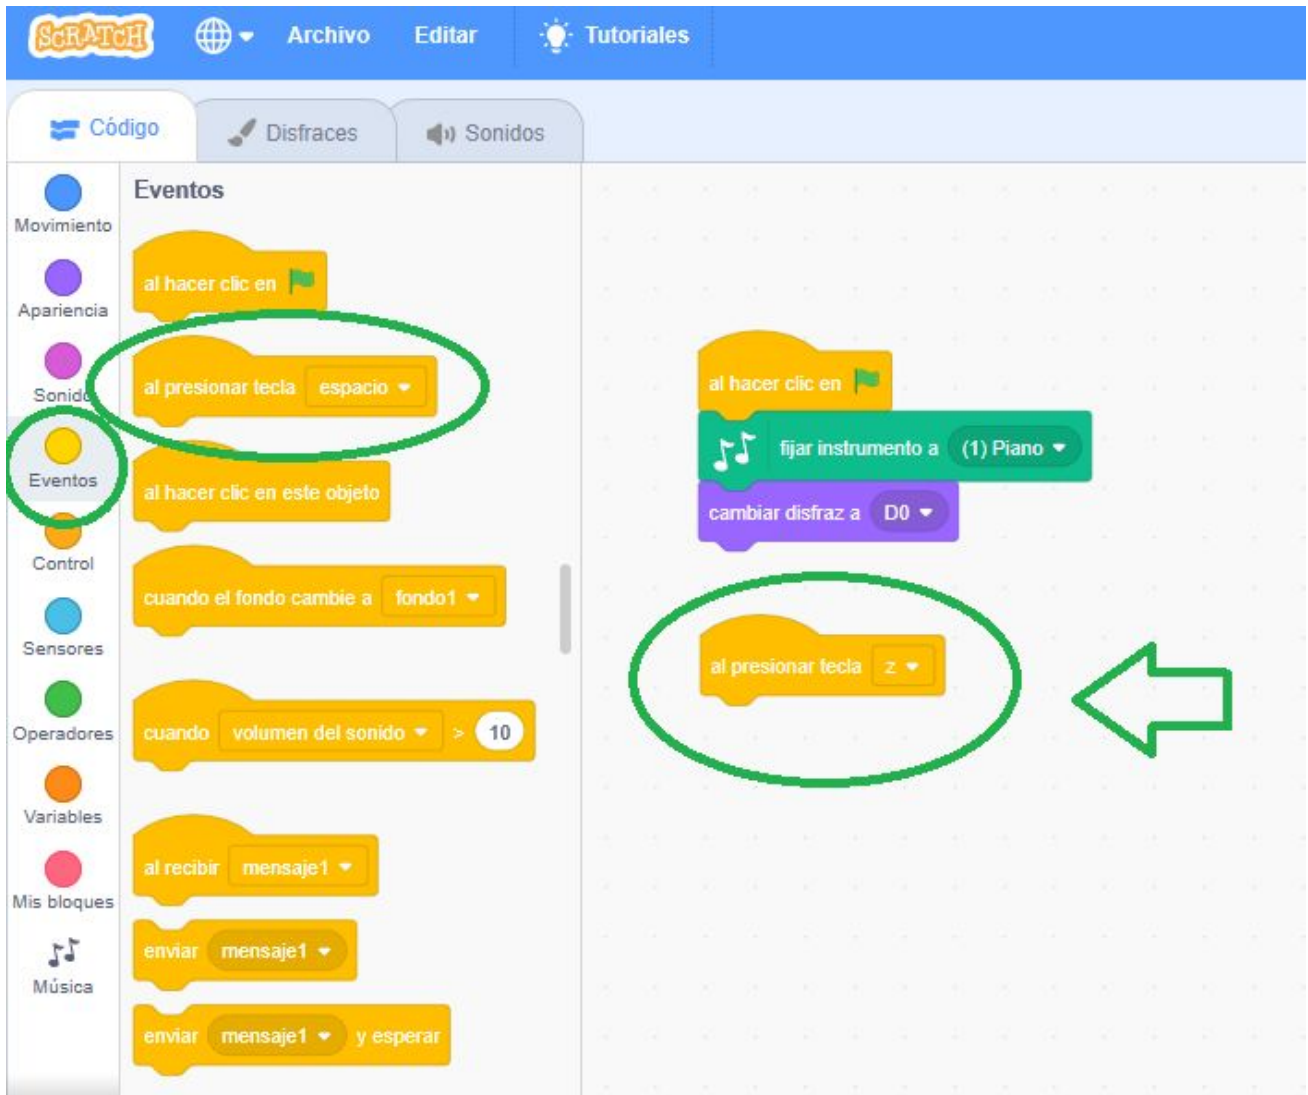 SCRATCH Archivo Editar Tutoriales
Código Disfraces Sonidos
Movimiento
Apariencia
Sonido
Eventos
Control
Sensores
Operadores
Variables
Mis bloques
Música
Eventos
al hacer clic en
al presionar tecla espacio
al hacer clic en este objeto
cuando el fondo cambie a fondo1
cuando volumen del sonido > 10
al recibir mensaje1
enviar mensaje1
enviar mensaje1 y esperar
al hacer clic en
fijar instrumento a (1) Piano
cambiar disfraz a D0
al presionar tecla z